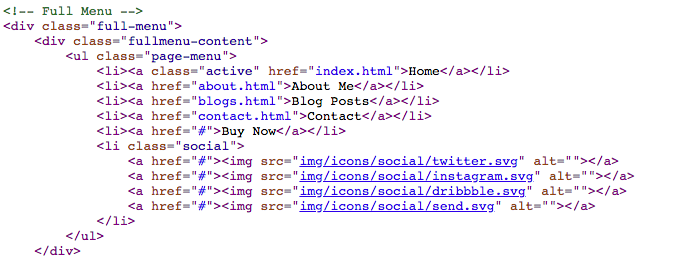 <!-- Full Menu -->
<div class="full-menu">
    <div class="fullmenu-content">
        <ul class="page-menu">
            <li><a class="active" href="index.html">Home</a></li>
            <li><a href="about.html">About Me</a></li>
            <li><a href="blogs.html">Blog Posts</a></li>
            <li><a href="contact.html">Contact</a></li>
            <li><a href="#">Buy Now</a></li>
            <li class="social">
                <a href="#"><img src="img/icons/social/twitter.svg" alt=""></a>
                <a href="#"><img src="img/icons/social/instagram.svg" alt=""></a>
                <a href="#"><img src="img/icons/social/dribbble.svg" alt=""></a>
                <a href="#"><img src="img/icons/social/send.svg" alt=""></a>
            </li>
        </ul>
    </div>